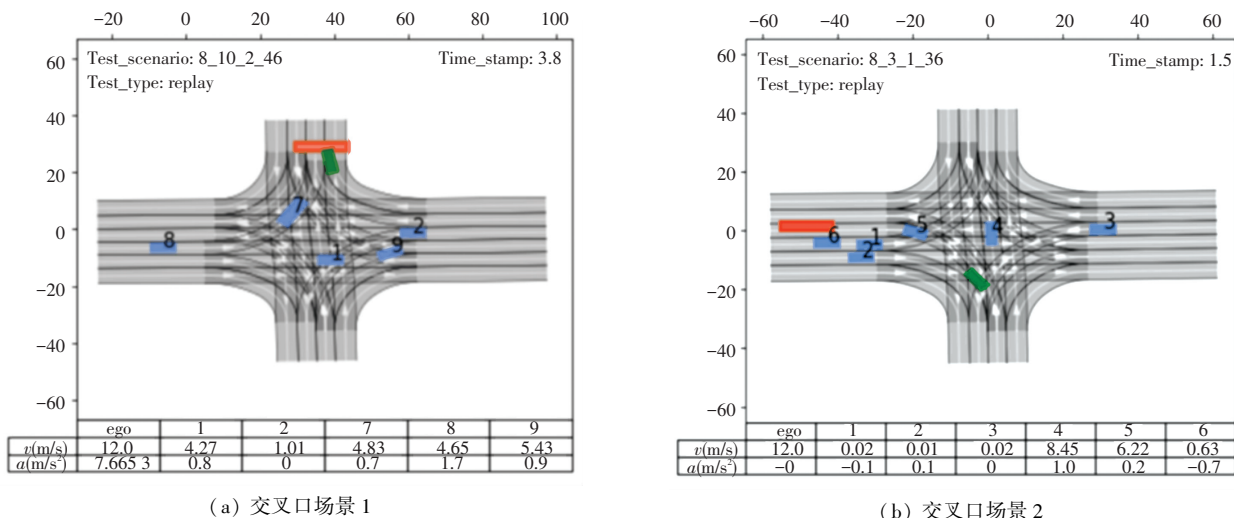 −20 0 20 40 60 80 100
60
40
20
0
−20
−40
−60
Test_scenario: 8_10_2_46 Time_stamp: 3.8
Test_type: replay
7
8
2
1
9
ego 1 2 7 8 9
v(m/s) 12.0 4.27 1.01 4.83 4.65 5.43
a(m/s²) 7.665 3 0.8 0 0.7 1.7 0.9
(a) 交叉口场景 1
−60 −40 −20 0 20 40 60
60
40
20
0
−20
−40
−60
Test_scenario: 8_3_1_36 Time_stamp: 1.5
Test_type: replay
6
1
2
5
4
3
ego 1 2 3 4 5 6
v(m/s) 12.0 0.02 0.01 0.02 8.45 6.22 0.63
a(m/s²) −0 −0.1 0.1 0 1.0 0.2 −0.7
(b) 交叉口场景 2